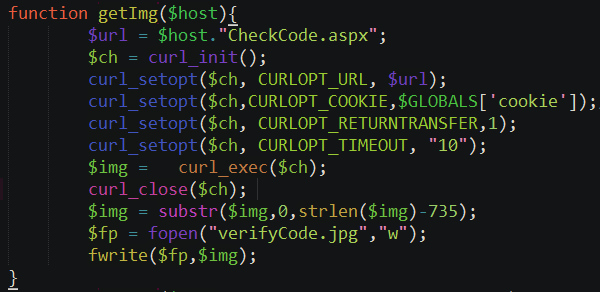 function getImg($host){
$url = $host."CheckCode.aspx";
$ch = curl_init();
curl_setopt($ch, CURLOPT_URL, $url);
curl_setopt($ch,CURLOPT_COOKIE,$GLOBALS['cookie']);
curl_setopt($ch, CURLOPT_RETURNTRANSFER,1);
curl_setopt($ch, CURLOPT_TIMEOUT, "10");
$img =   curl_exec($ch);
curl_close($ch);
$img = substr($img,0,strlen($img)-735);
$fp = fopen("verifyCode.jpg","w");
fwrite($fp,$img);
}